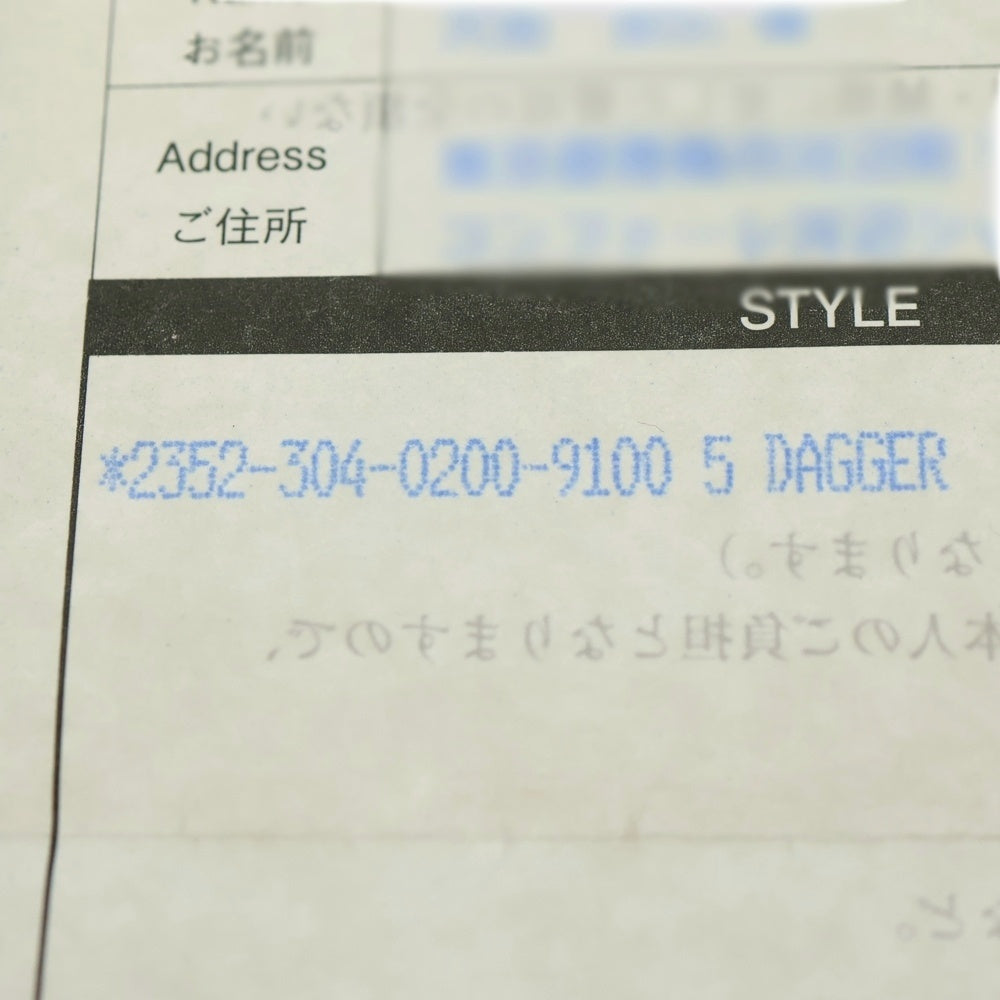 お名前
Address
ご住所
STYLE
*2352-304-0200-9100 5 DAGGER
なります。)
本人のご負担となりますので、